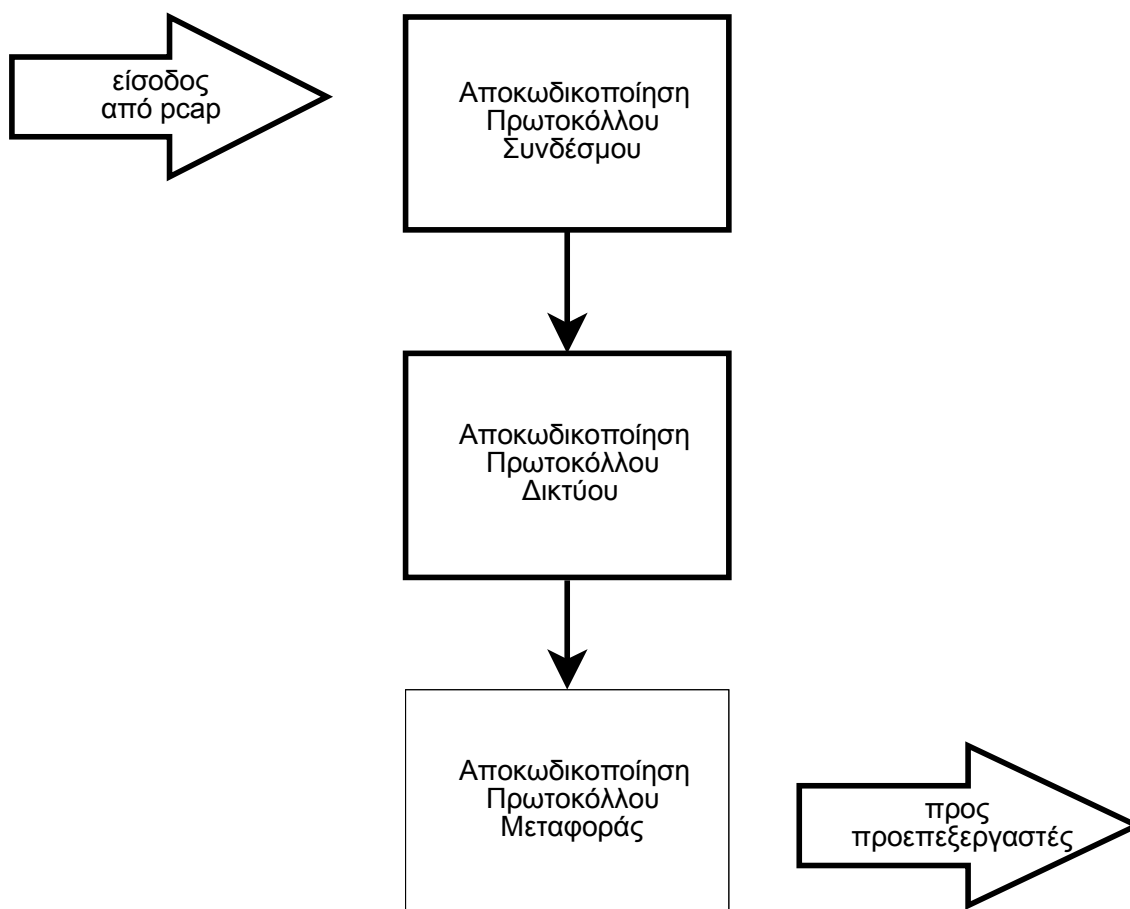 είσοδος
από pcap
Αποκωδικοποίηση
Πρωτοκόλλου
Συνδέσμου
Αποκωδικοποίηση
Πρωτοκόλλου
Δικτύου
Αποκωδικοποίηση
Πρωτοκόλλου
Μεταφοράς
προς
προεπεξεργαστές